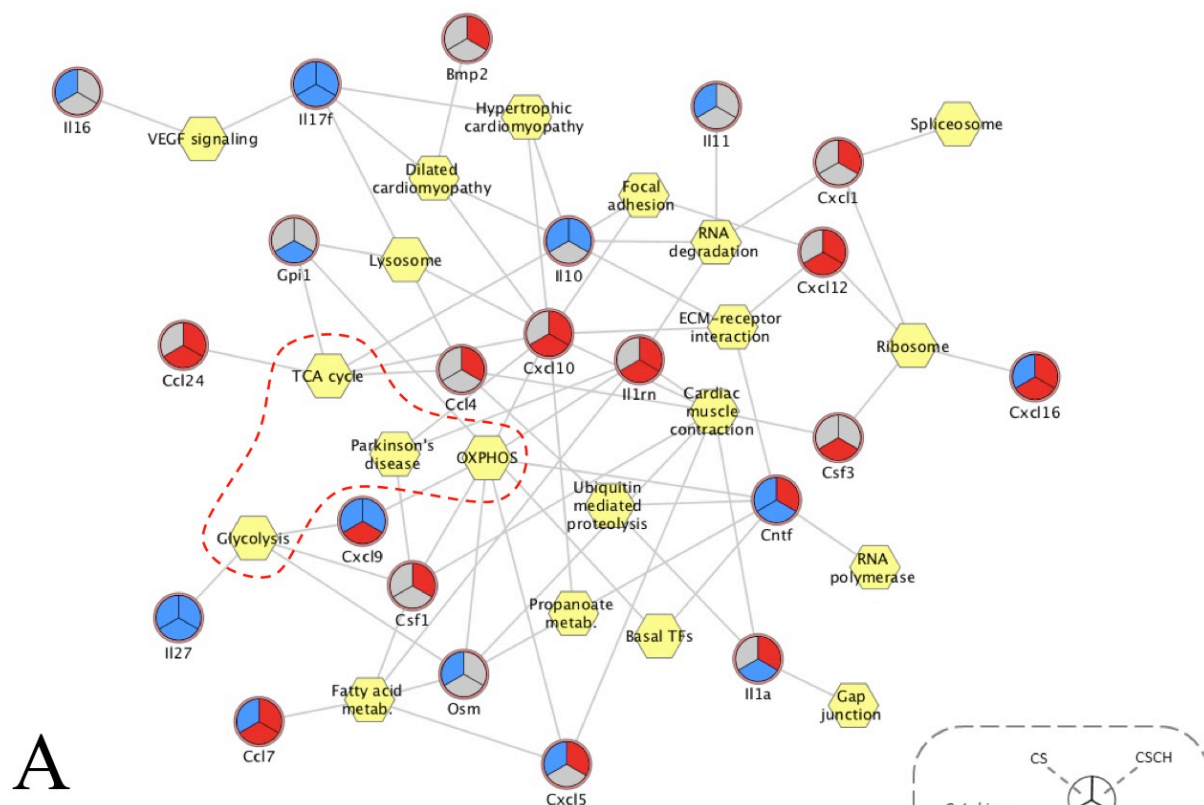 Bmp2
Il16
Il17f
VEGF signaling
Hypertrophic
cardiomyopathy
Il11
Spliceosome
Dilated
cardiomyopathy
Focal
adhesion
Cxcl1
Gpi1
Lysosome
Il10
RNA
degradation
Cxcl12
Ccl24
TCA cycle
Ccl4
Cxcl10
Il1rn
ECM-receptor
interaction
Ribosome
Cxcl16
Cardiac
muscle
contraction
Csf3
Parkinson's
disease
OXPHOS
Ubiquitin
mediated
proteolysis
Cntf
Glycolysis
Cxcl9
RNA
polymerase
Il27
Csf1
Propanoate
metab.
Basal TFs
Il1a
Gap
junction
Fatty acid
metab.
Osm
Ccl7
Cxcl5
A
CS
CSCH